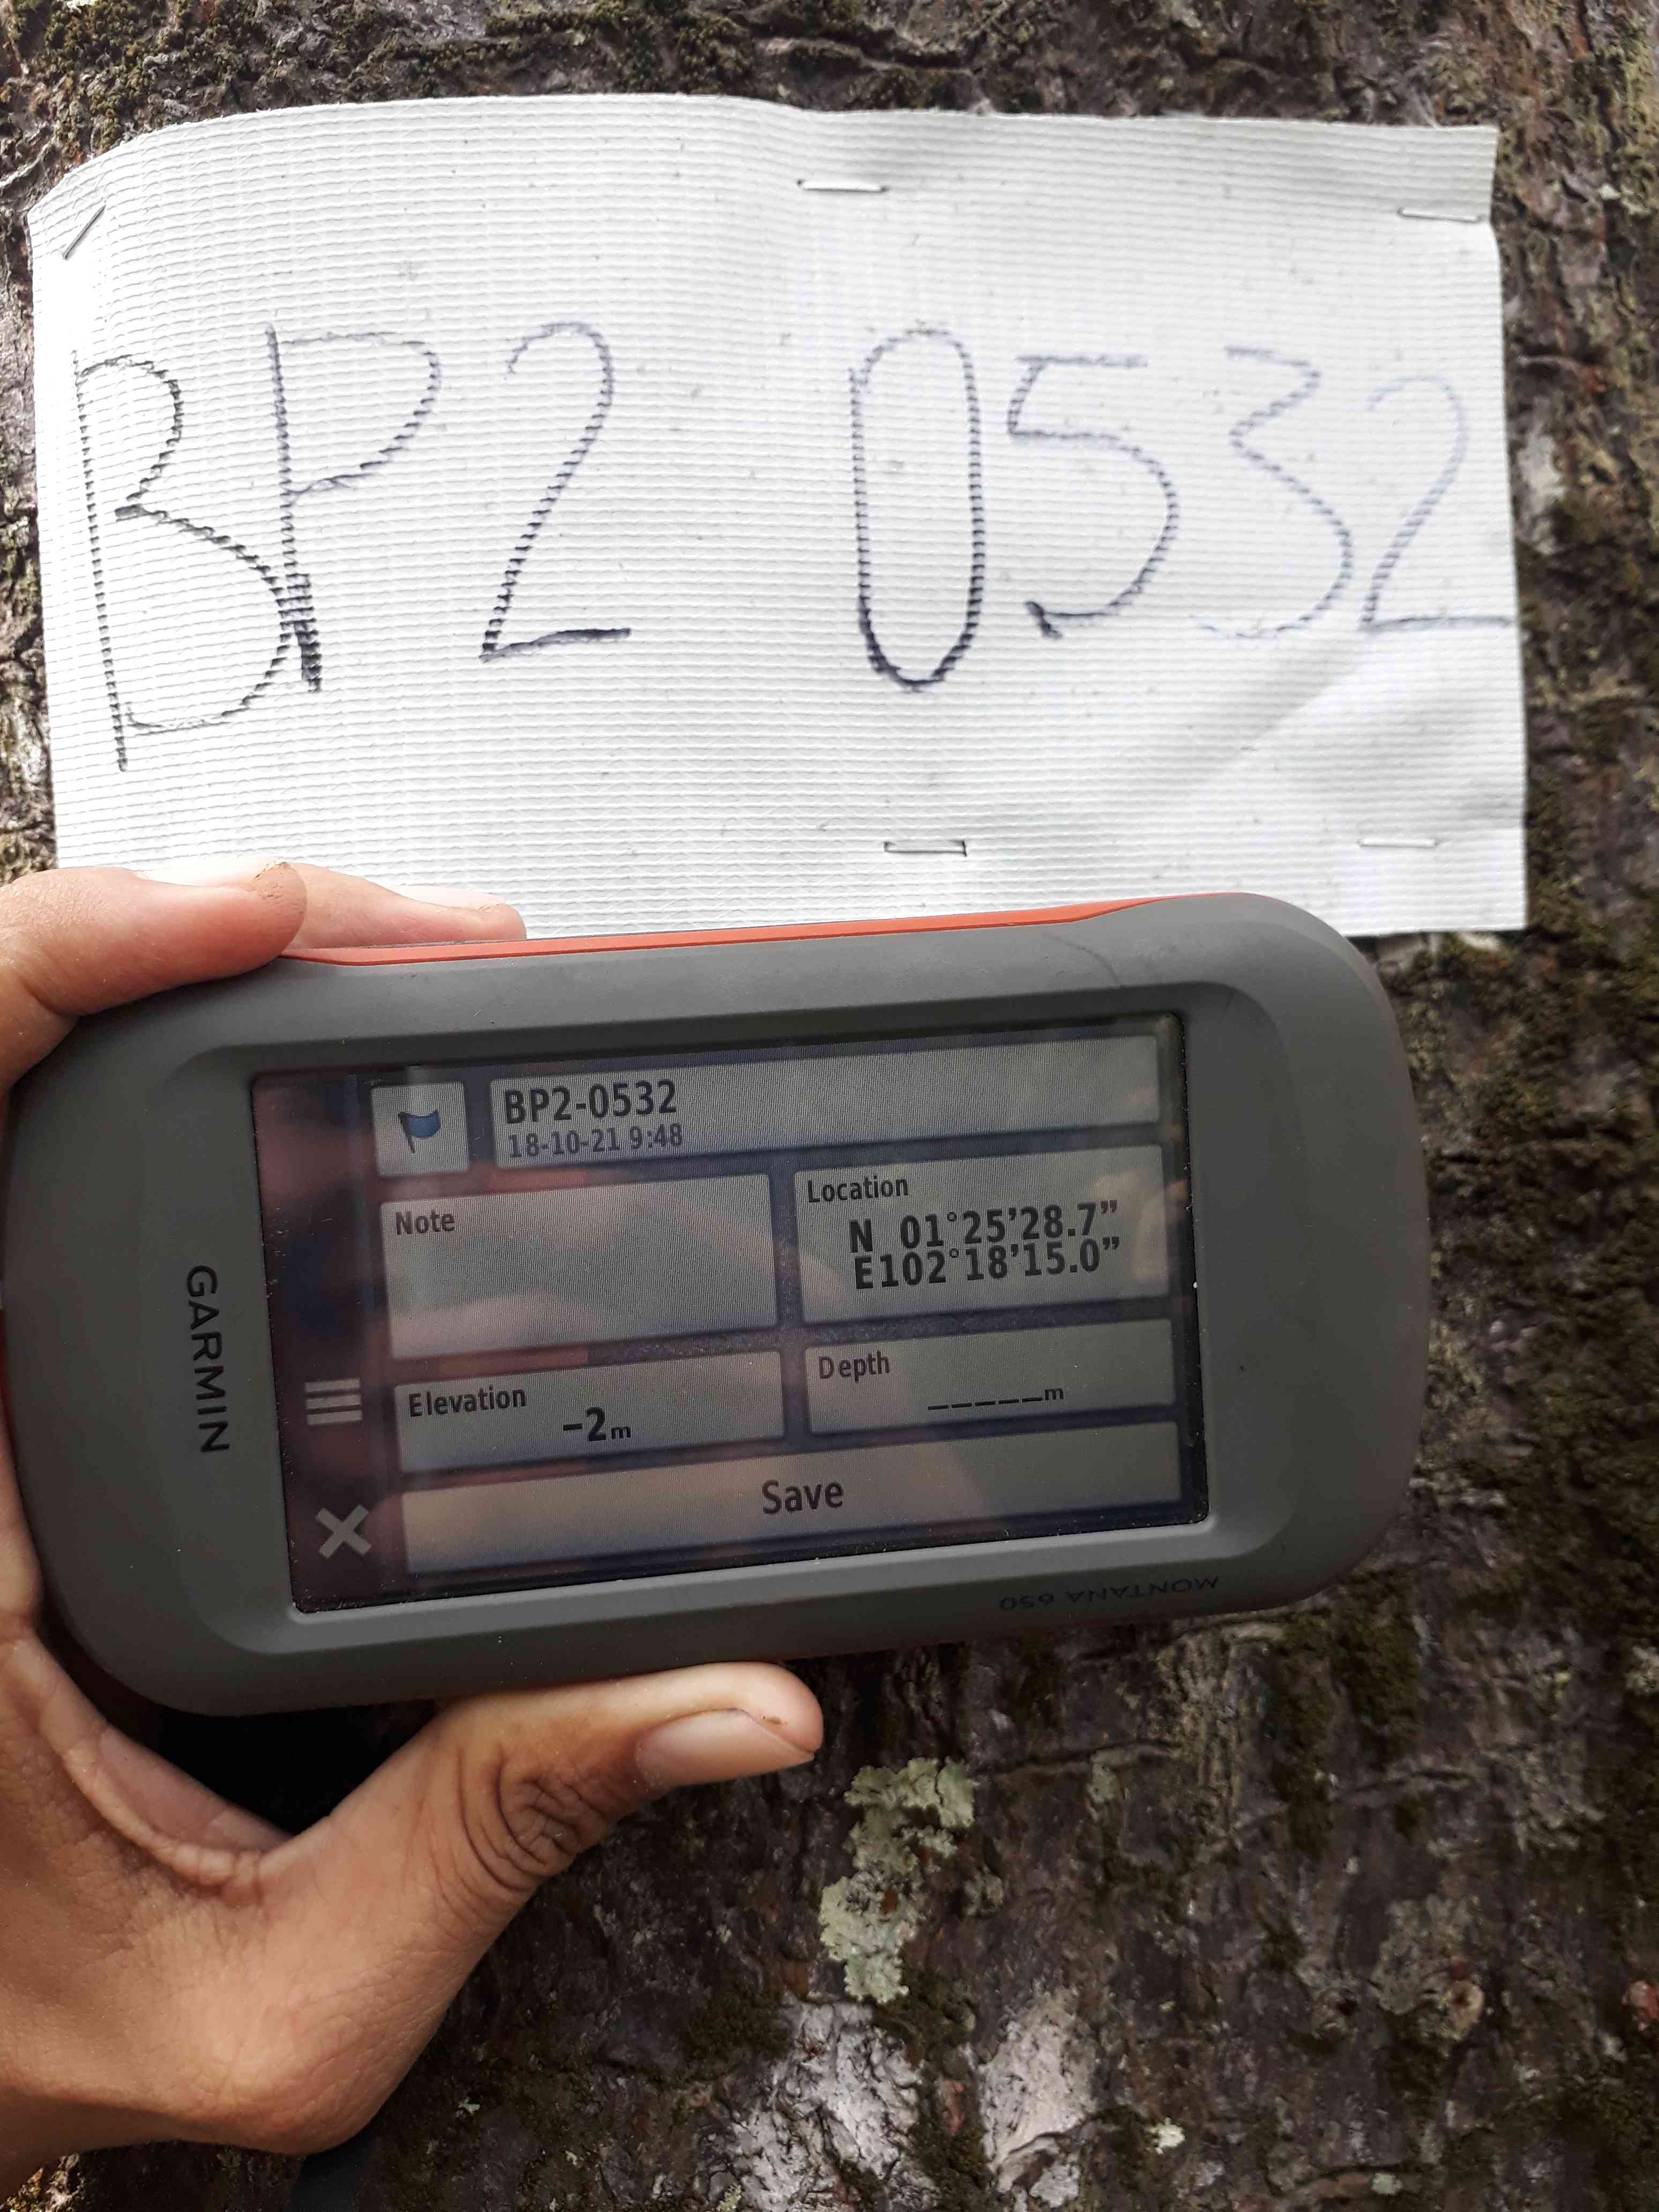 BP2 0532
BP2-0532
18-10-21 9:48
Note
Location
N 01°25'28.7"
E102°18'15.0"
Elevation
-2m
Depth
_____m
Save
GARMIN
MONTANA 650